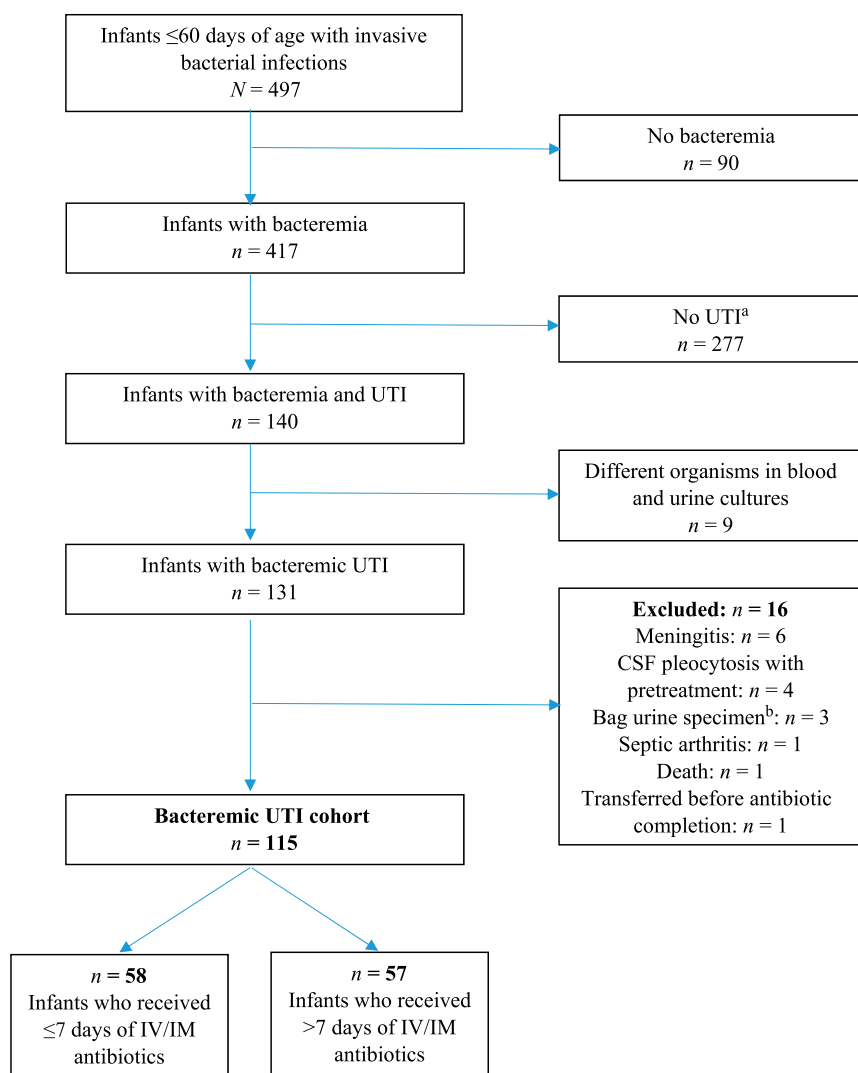 Infants ≤60 days of age with invasive
bacterial infections
N = 497
No bacteremia
n = 90
Infants with bacteremia
n = 417
No UTIᵃ
n = 277
Infants with bacteremia and UTI
n = 140
Different organisms in blood
and urine cultures
n = 9
Infants with bacteremic UTI
n = 131
Excluded: n = 16
Meningitis: n = 6
CSF pleocytosis with
pretreatment: n = 4
Bag urine specimenᵇ: n = 3
Septic arthritis: n = 1
Death: n = 1
Transferred before antibiotic
completion: n = 1
Bacteremic UTI cohort
n = 115
n = 58
Infants who received
≤7 days of IV/IM
antibiotics
n = 57
Infants who received
>7 days of IV/IM
antibiotics